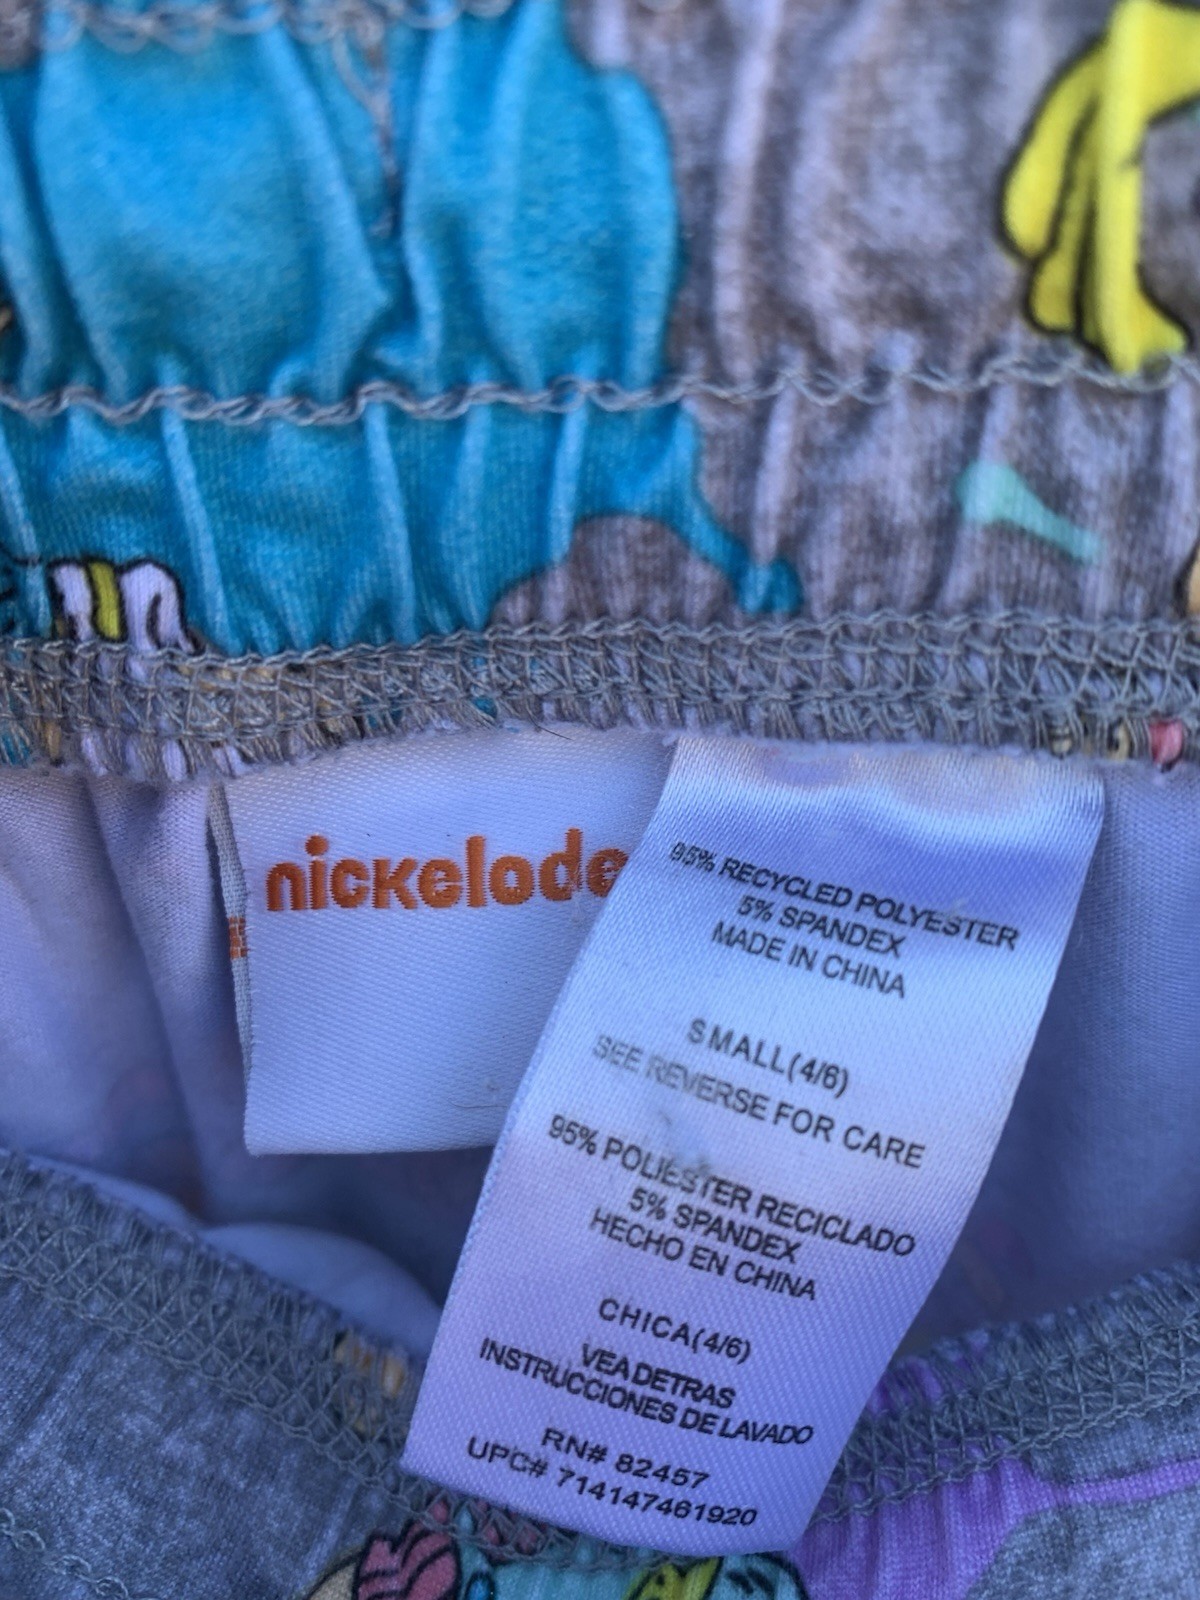 nickelode
95% RECYCLED POLYESTER
5% SPANDEX
MADE IN CHINA
SMALL(4/6)
SEE REVERSE FOR CARE
95% POLIESTER RECICLADO
5% SPANDEX
HECHO EN CHINA
CHICA(4/6)
VEA DETRAS
INSTRUCCIONES DE LAVADO
RN# 82457
UPC# 714147461920